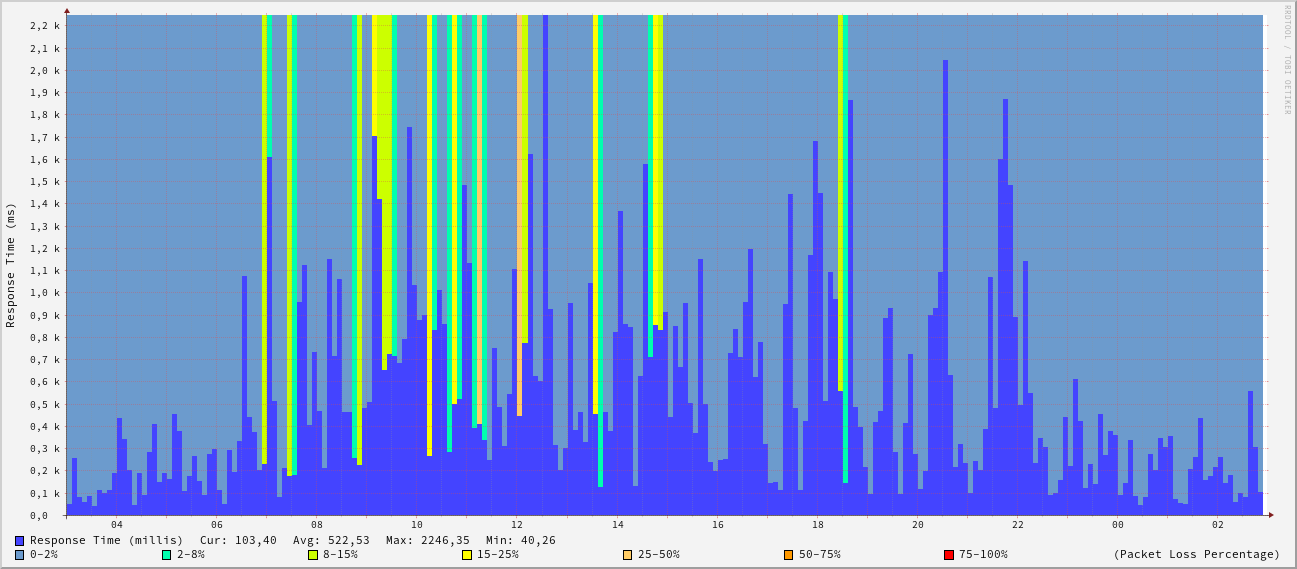 RRDTOOL / TOBI OETIKER
Response Time (ms)
2,2 k
2,1 k
2,0 k
1,9 k
1,8 k
1,7 k
1,6 k
1,5 k
1,4 k
1,3 k
1,2 k
1,1 k
1,0 k
0,9 k
0,8 k
0,7 k
0,6 k
0,5 k
0,4 k
0,3 k
0,2 k
0,1 k
0,0
04 06 08 10 12 14 16 18 20 22 00 02
Response Time (millis) Cur: 103,40 Avg: 522,53 Max: 2246,35 Min: 40,26
0-2% 2-8% 8-15% 15-25% 25-50% 50-75% 75-100% (Packet Loss Percentage)